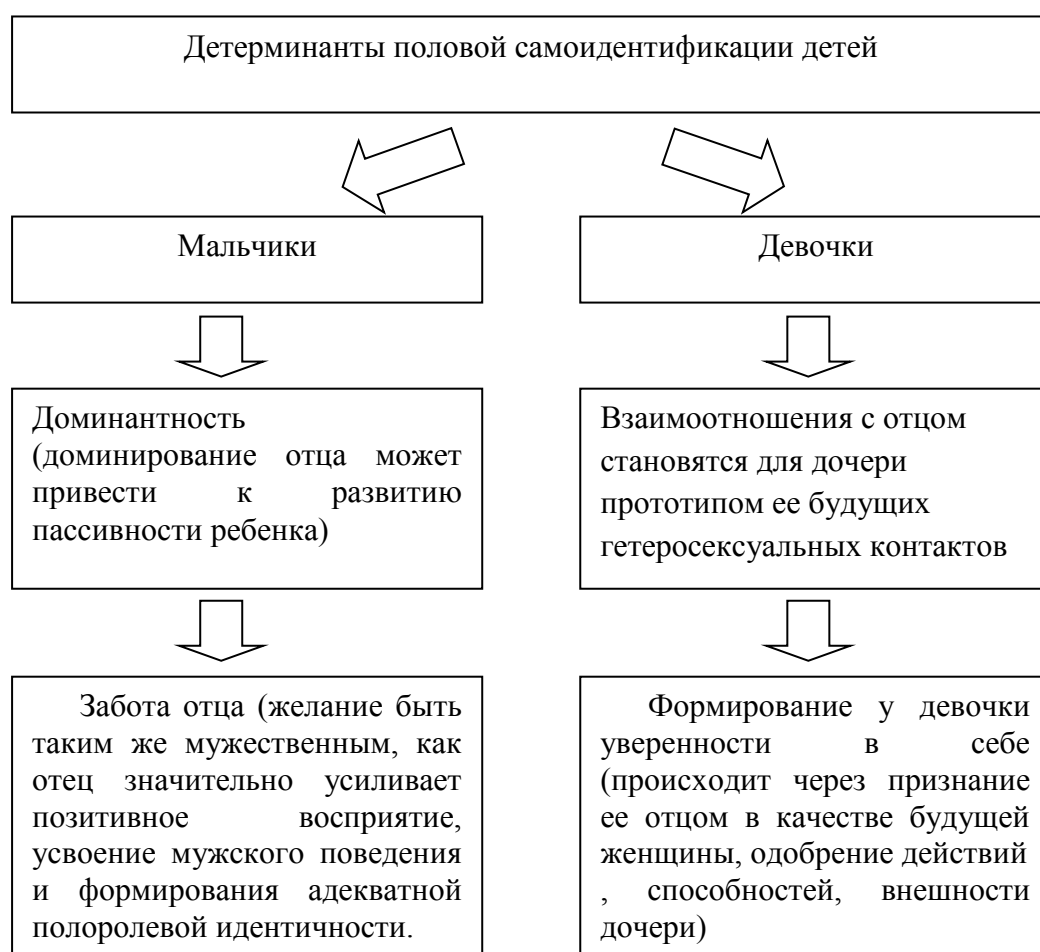 Детерминанты половой самоидентификации детей
Мальчики
Девочки
Доминантность
(доминирование отца может
привести к развитию
пассивности ребенка)
Взаимоотношения с отцом
становятся для дочери
прототипом ее будущих
гетеросексуальных контактов
Забота отца (желание быть
таким же мужественным, как
отец значительно усиливает
позитивное восприятие,
усвоение мужского поведения
и формирования адекватной
полоролевой идентичности.
Формирование у девочки
уверенности в себе
(происходит через признание
ее отцом в качестве будущей
женщины, одобрение действий
, способностей, внешности
дочери)